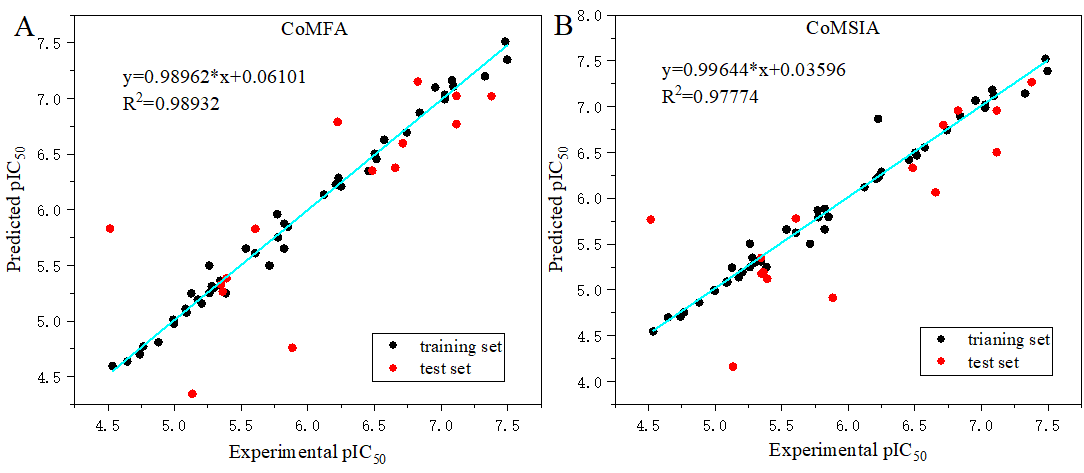 A
CoMFA
y=0.98962*x+0.06101
R²=0.98932
7.5
7.0
6.5
6.0
5.5
5.0
4.5
Predicted pIC₅₀
training set
test set
4.5 5.0 5.5 6.0 6.5 7.0 7.5
Experimental pIC₅₀
B
CoMSIA
y=0.99644*x+0.03596
R²=0.97774
8.0
7.5
7.0
6.5
6.0
5.5
5.0
4.5
4.0
Predicted pIC₅₀
trianing set
test set
4.5 5.0 5.5 6.0 6.5 7.0 7.5
Experimental pIC₅₀